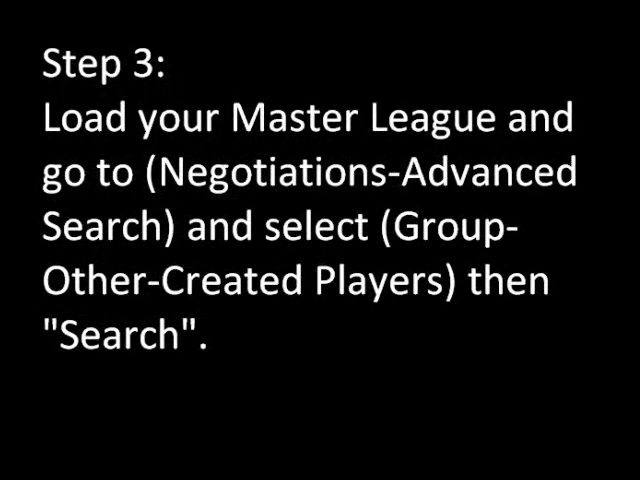 Step 3:
Load your Master League and
go to (Negotiations-Advanced
Search) and select (Group-
Other-Created Players) then
"Search".